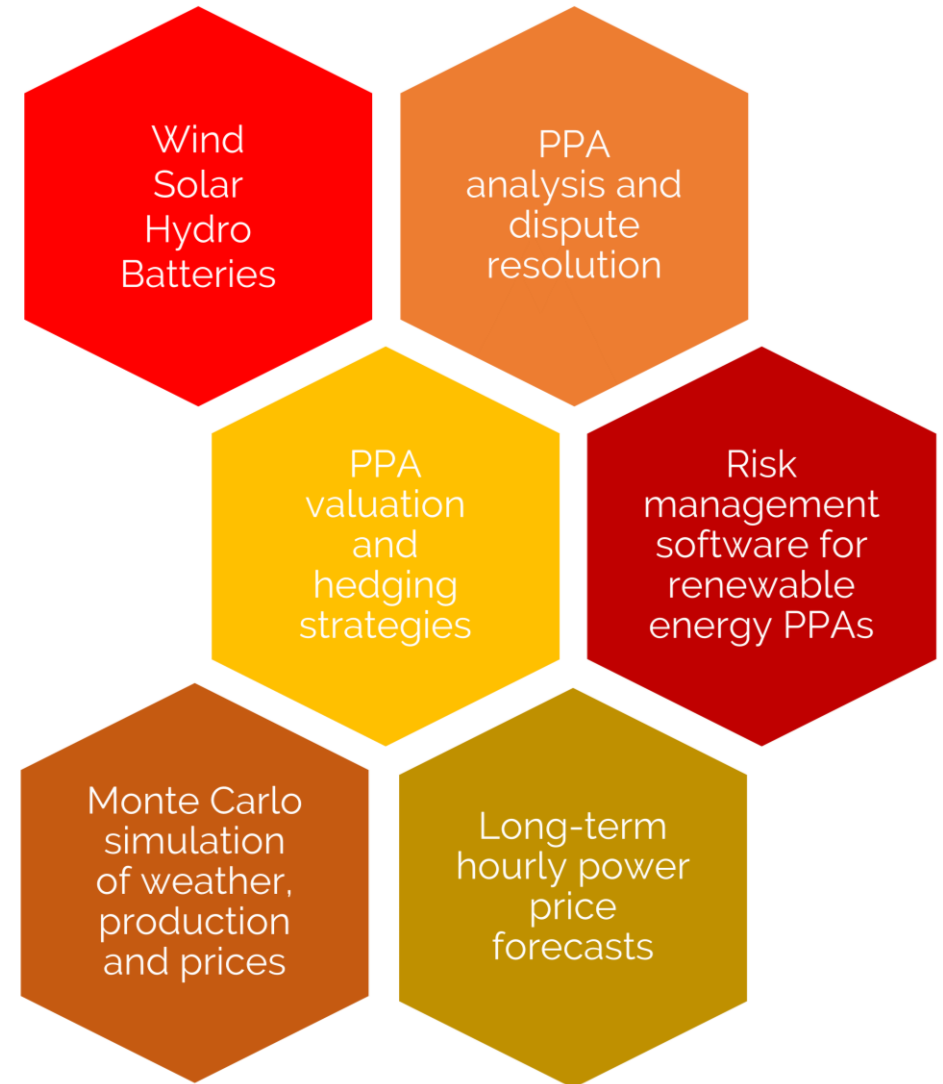 Wind
Solar
Hydro
Batteries
PPA
analysis and
dispute
resolution
PPA
valuation
and
hedging
strategies
Risk
management
software for
renewable
energy PPAs
Monte Carlo
simulation
of weather,
production
and prices
Long-term
hourly power
price
forecasts